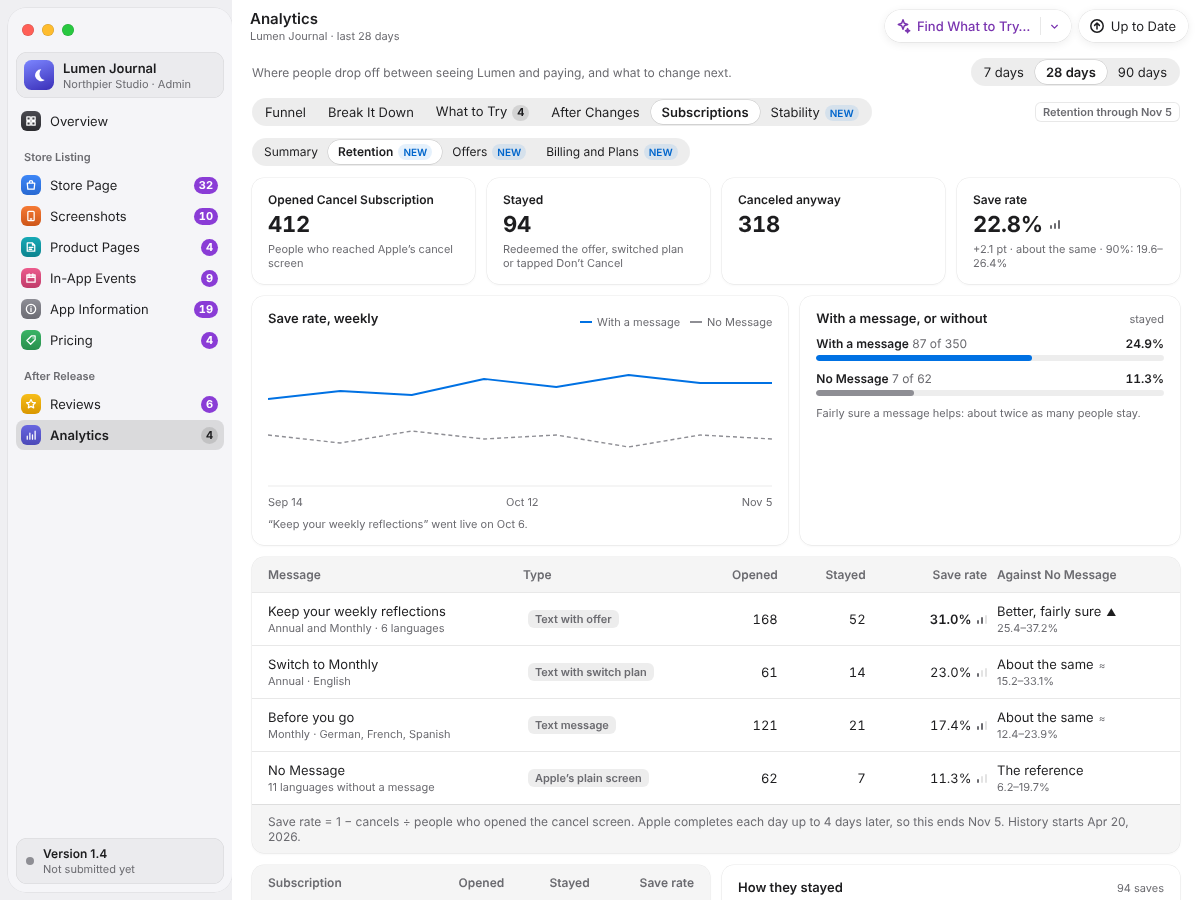 Lumen Journal
Northpier Studio · Admin
Overview
Store Listing
Store Page 32
Screenshots 10
Product Pages 4
In-App Events 9
App Information 19
Pricing 4
After Release
Reviews 6
Analytics 4
Version 1.4
Not submitted yet
Analytics
Lumen Journal · last 28 days
Find What to Try...
Up to Date
Where people drop off between seeing Lumen and paying, and what to change next.
7 days 28 days 90 days
Funnel Break It Down What to Try 4 After Changes Subscriptions Stability NEW
Retention through Nov 5
Summary Retention NEW Offers NEW Billing and Plans NEW
Opened Cancel Subscription
412
People who reached Apple’s cancel
screen
Stayed
94
Redeemed the offer, switched plan
or tapped Don’t Cancel
Canceled anyway
318
Save rate
22.8%
+2.1 pt · about the same · 90%: 19.6–
26.4%
Save rate, weekly
With a message No Message
Sep 14 Oct 12 Nov 5
“Keep your weekly reflections” went live on Oct 6.
With a message, or without stayed
With a message 87 of 350 24.9%
No Message 7 of 62 11.3%
Fairly sure a message helps: about twice as many people stay.
Message Type Opened Stayed Save rate Against No Message
Keep your weekly reflections Text with offer 168 52 31.0% Better, fairly sure ▲
Annual and Monthly · 6 languages 25.4–37.2%
Switch to Monthly Text with switch plan 61 14 23.0% About the same ≈
Annual · English 15.2–33.1%
Before you go Text message 121 21 17.4% About the same ≈
Monthly · German, French, Spanish 12.4–23.9%
No Message Apple’s plain screen 62 7 11.3% The reference
11 languages without a message 6.2–19.7%
Save rate = 1 − cancels ÷ people who opened the cancel screen. Apple completes each day up to 4 days later, so this ends Nov 5. History starts Apr 20,
2026.
Subscription Opened Stayed Save rate
How they stayed 94 saves